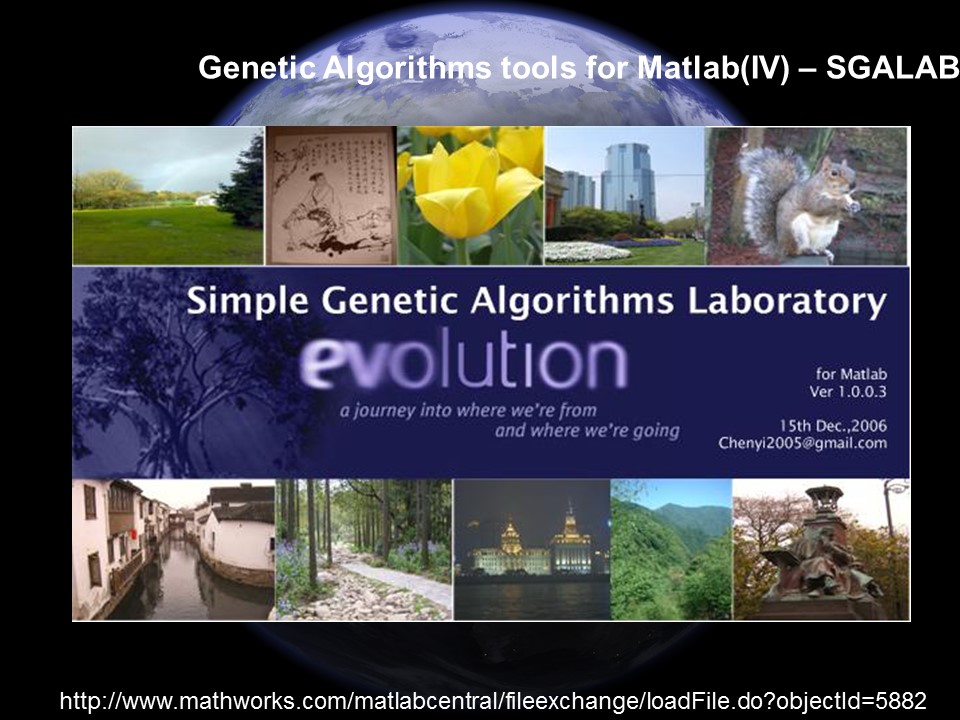 Genetic Algorithms tools for Matlab(IV) – SGALAB
Simple Genetic Algorithms Laboratory
evolution
for Matlab
Ver 1.0.0.3
a journey into where we're from
and where we're going
15th Dec.,2006
Chenyi2005@gmail.com
http://www.mathworks.com/matlabcentral/fileexchange/loadFile.do?objectId=5882